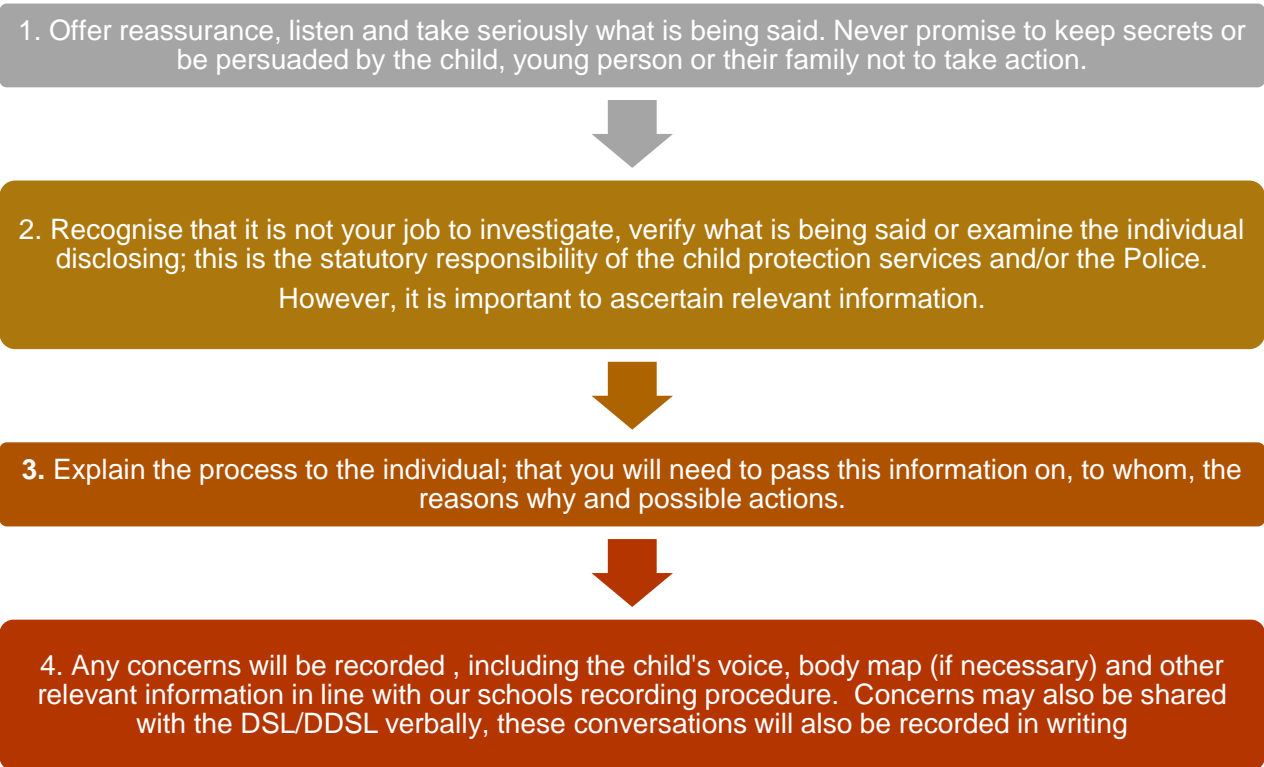 1. Offer reassurance, listen and take seriously what is being said. Never promise to keep secrets or
be persuaded by the child, young person or their family not to take action.
2. Recognise that it is not your job to investigate, verify what is being said or examine the individual
disclosing; this is the statutory responsibility of the child protection services and/or the Police.
However, it is important to ascertain relevant information.
3. Explain the process to the individual; that you will need to pass this information on, to whom, the
reasons why and possible actions.
4. Any concerns will be recorded , including the child's voice, body map (if necessary) and other
relevant information in line with our schools recording procedure.  Concerns may also be shared
with the DSL/DDSL verbally, these conversations will also be recorded in writing